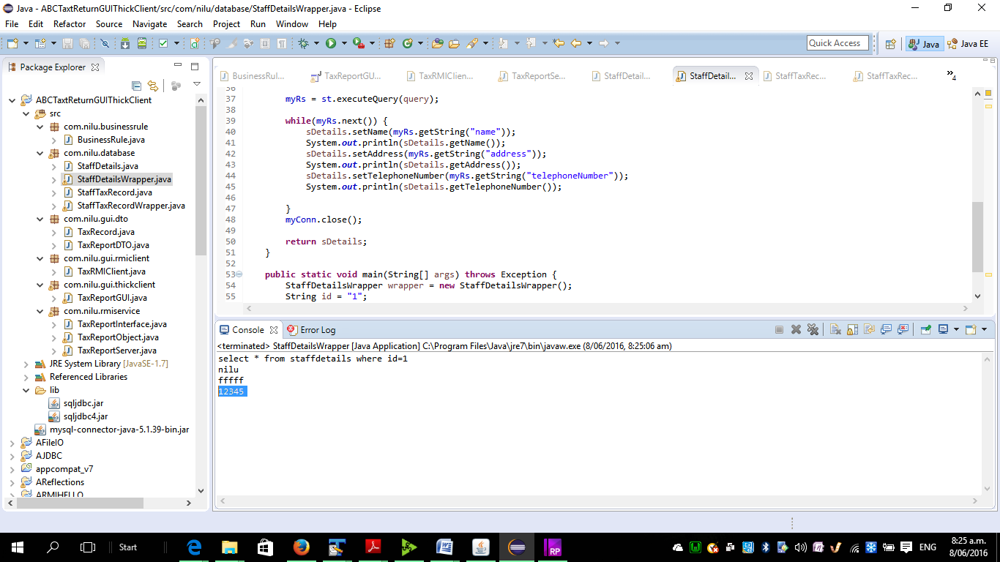 Java - ABCTaxtReturnGUIThickClient/src/com/nilu/database/StaffDetailsWrapper.java - Eclipse
File Edit Refactor Source Navigate Search Project Run Window Help
Quick Access
Java
Java EE
Package Explorer
ABCTaxtReturnGUIThickClient
src
com.nilu.businessrule
BusinessRule.java
com.nilu.database
StaffDetails.java
StaffDetailsWrapper.java
StaffTaxRecord.java
StaffTaxRecordWrapper.java
com.nilu.gui.dto
TaxRecord.java
TaxReportDTO.java
com.nilu.gui.rmiclient
TaxRMIClient.java
com.nilu.gui.thickclient
TaxReportGUI.java
com.nilu.rmiservice
TaxReportInterface.java
TaxReportObject.java
TaxReportServer.java
JRE System Library [JavaSE-1.7]
Referenced Libraries
lib
sqljdbc.jar
sqljdbc4.jar
mysql-connector-java-5.1.39-bin.jar
AFileIO
AJDBC
appcompat_v7
AReflections
ARMIHELLO
BusinessRul... TaxReportGU... TaxRMIClien... TaxReportSe... StaffDetail... StaffDetail... StaffTaxRec... StaffTaxRec... »4
36
37 myRs = st.executeQuery(query);
38
39 while(myRs.next()) {
40 sDetails.setName(myRs.getString("name"));
41 System.out.println(sDetails.getName());
42 sDetails.setAddress(myRs.getString("address"));
43 System.out.println(sDetails.getAddress());
44 sDetails.setTelephoneNumber(myRs.getString("telephoneNumber"));
45 System.out.println(sDetails.getTelephoneNumber());
46
47 }
48 myConn.close();
49
50 return sDetails;
51 }
52
53 public static void main(String[] args) throws Exception {
54 StaffDetailsWrapper wrapper = new StaffDetailsWrapper();
55 String id = "1";
Console
Error Log
<terminated> StaffDetailsWrapper [Java Application] C:\Program Files\Java\jre7\bin\javaw.exe (8/06/2016, 8:25:06 am)
select * from staffdetails where id=1
nilu
fffff
12345
Start
RP
ENG
8:25 a.m.
8/06/2016